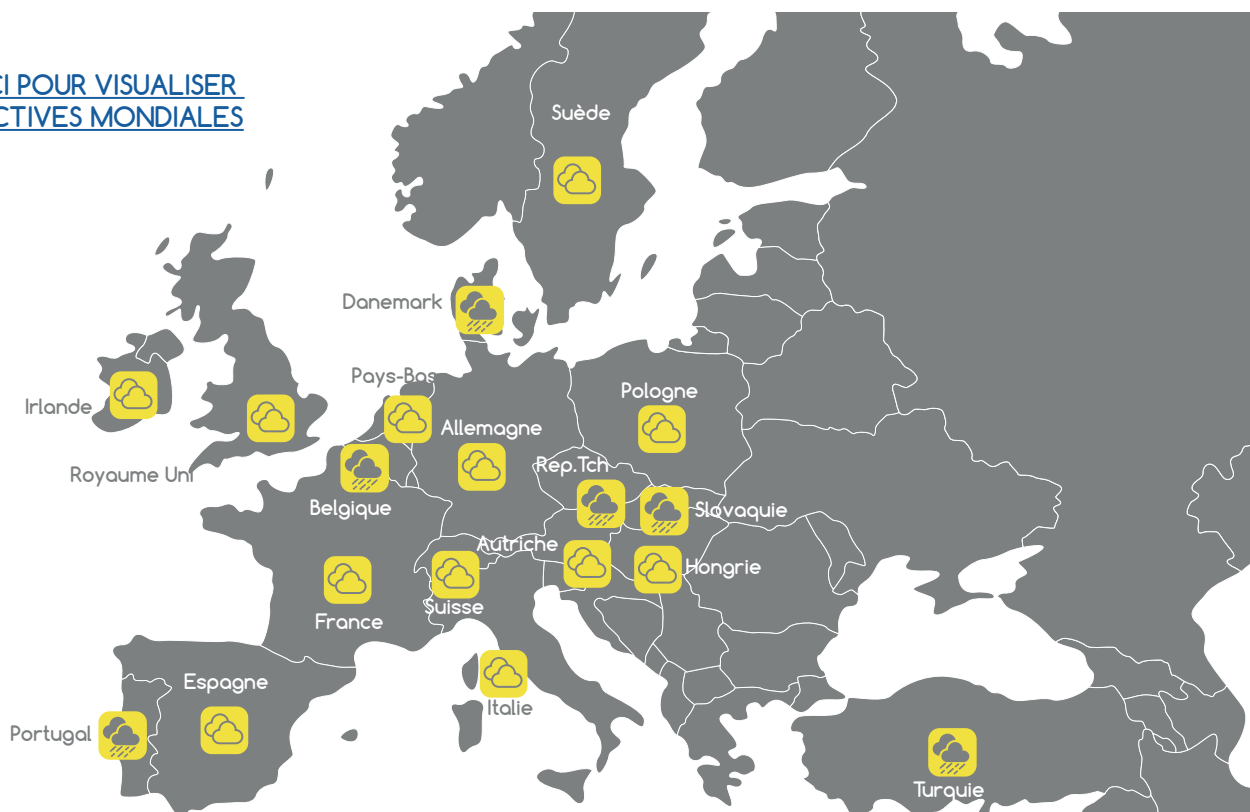 CI POUR VISUALISER
CTIVES MONDIALES
Suède
Danemark
Pays-Bas
Pologne
Irlande
Allemagne
Rep.Tch
Royaume Uni
Belgique
Slovaquie
Autriche
Hongrie
Suisse
France
Espagne
Italie
Portugal
Turquie